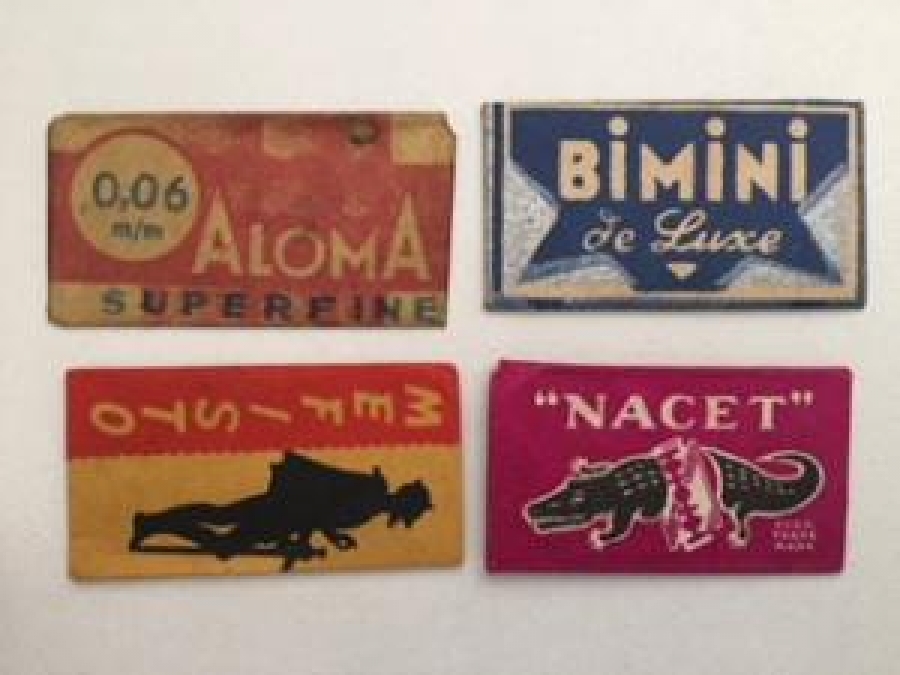 0,06
m/m
ALOMA
SUPERFINE
BIMINI
de Luxe
MEFISTO
"NACET"